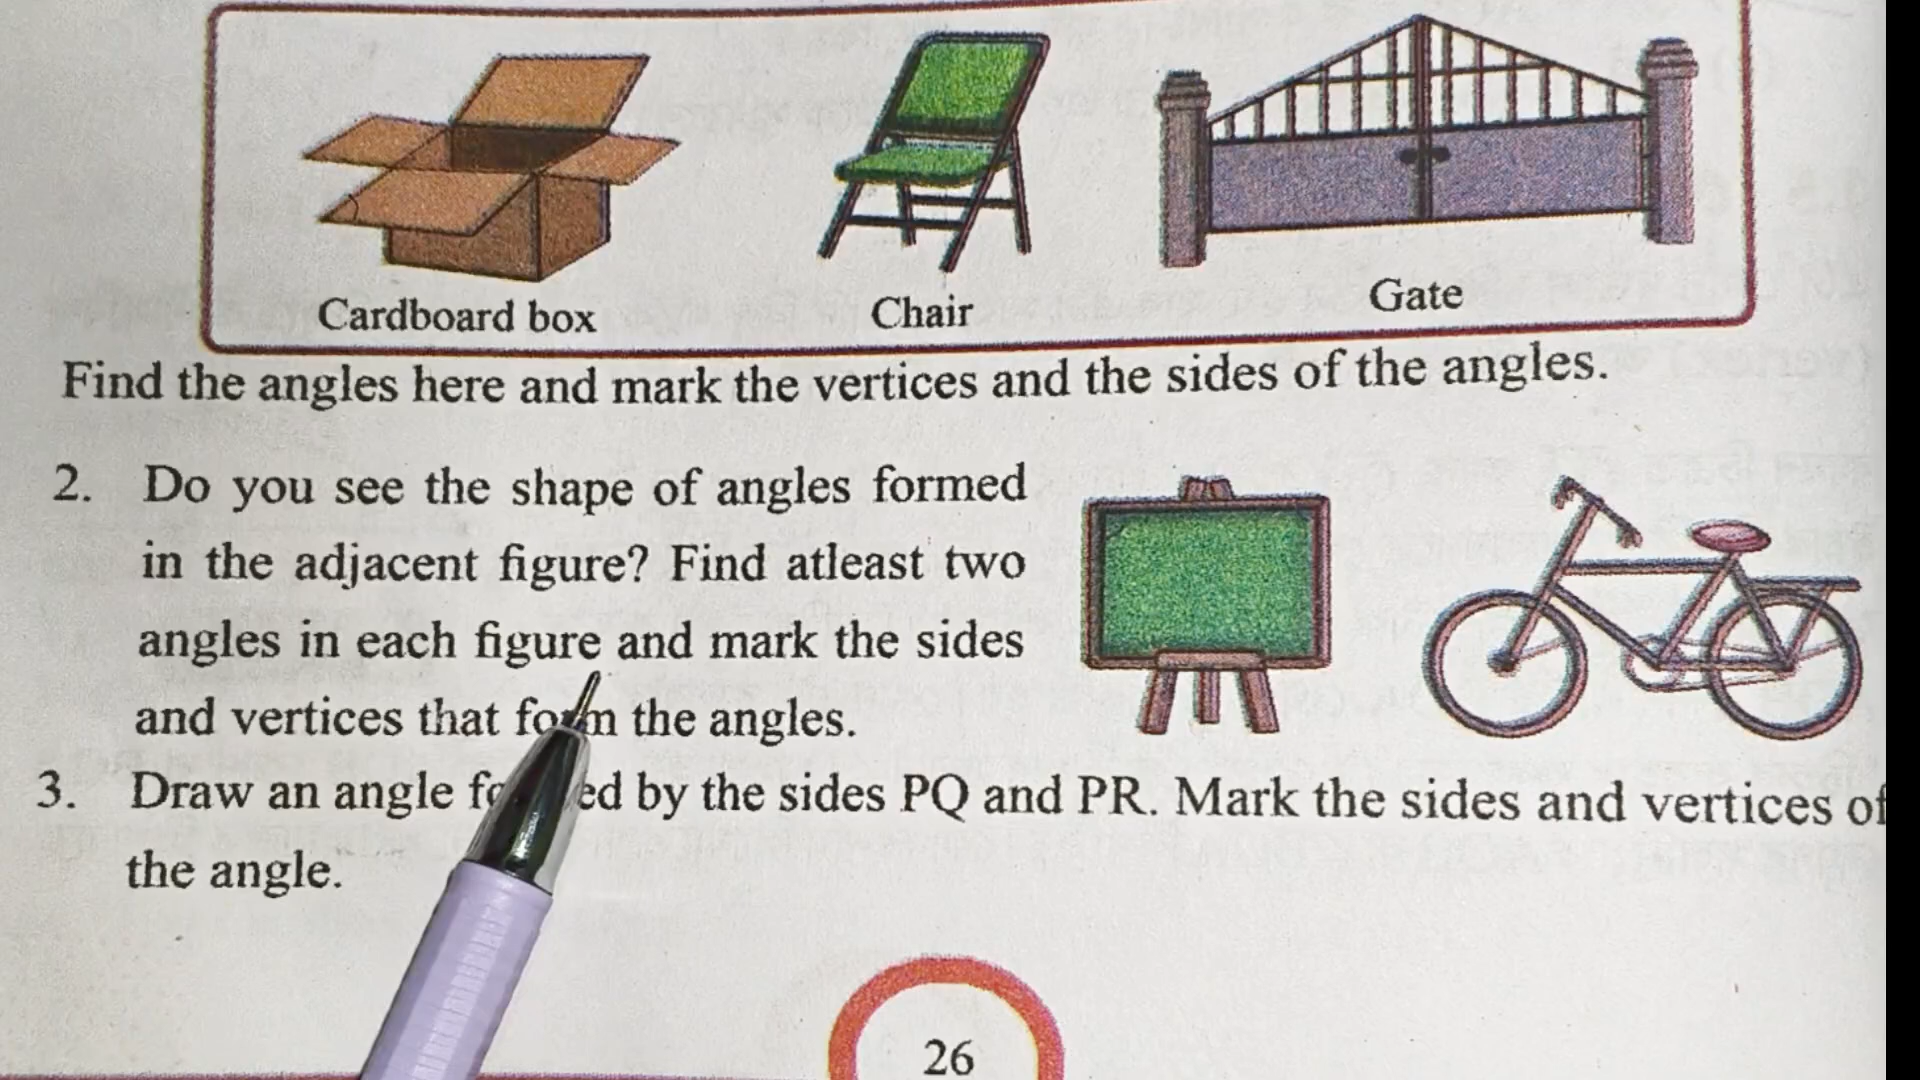 Cardboard box
Chair
Gate
Find the angles here and mark the vertices and the sides of the angles.
2. Do you see the shape of angles formed
in the adjacent figure? Find atleast two
angles in each figure and mark the sides
and vertices that form the angles.
3. Draw an angle formed by the sides PQ and PR. Mark the sides and vertices of
the angle.
26